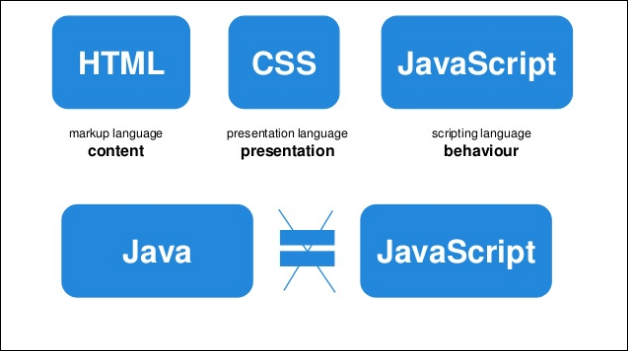 HTML CSS JavaScript
markup language presentation language scripting language
content presentation behaviour
Java JavaScript